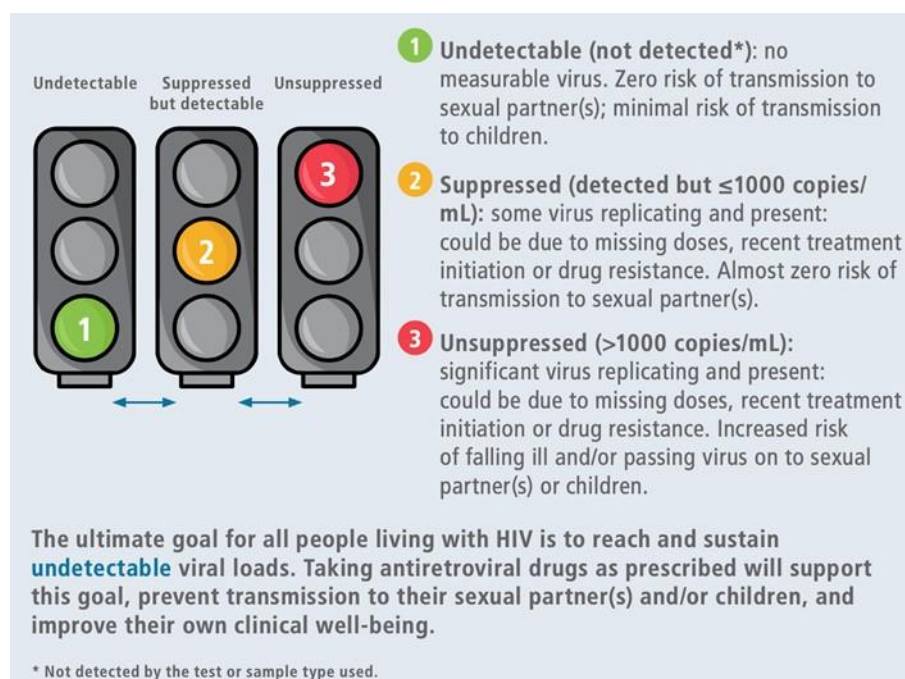 Undetectable
Suppressed
but detectable
Unsuppressed
1
2
3
1 Undetectable (not detected*): no
measurable virus. Zero risk of transmission to
sexual partner(s); minimal risk of transmission
to children.
2 Suppressed (detected but ≤1000 copies/
mL): some virus replicating and present:
could be due to missing doses, recent treatment
initiation or drug resistance. Almost zero risk of
transmission to sexual partner(s).
3 Unsuppressed (>1000 copies/mL):
significant virus replicating and present:
could be due to missing doses, recent treatment
initiation or drug resistance. Increased risk
of falling ill and/or passing virus on to sexual
partner(s) or children.
The ultimate goal for all people living with HIV is to reach and sustain
undetectable viral loads. Taking antiretroviral drugs as prescribed will support
this goal, prevent transmission to their sexual partner(s) and/or children, and
improve their own clinical well-being.
* Not detected by the test or sample type used.